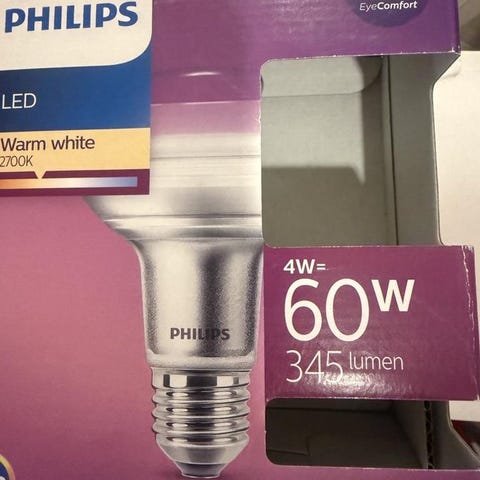 PHILIPS
EyeComfort
LED
Warm white
2700K
PHILIPS
4W=
60W
345 lumen